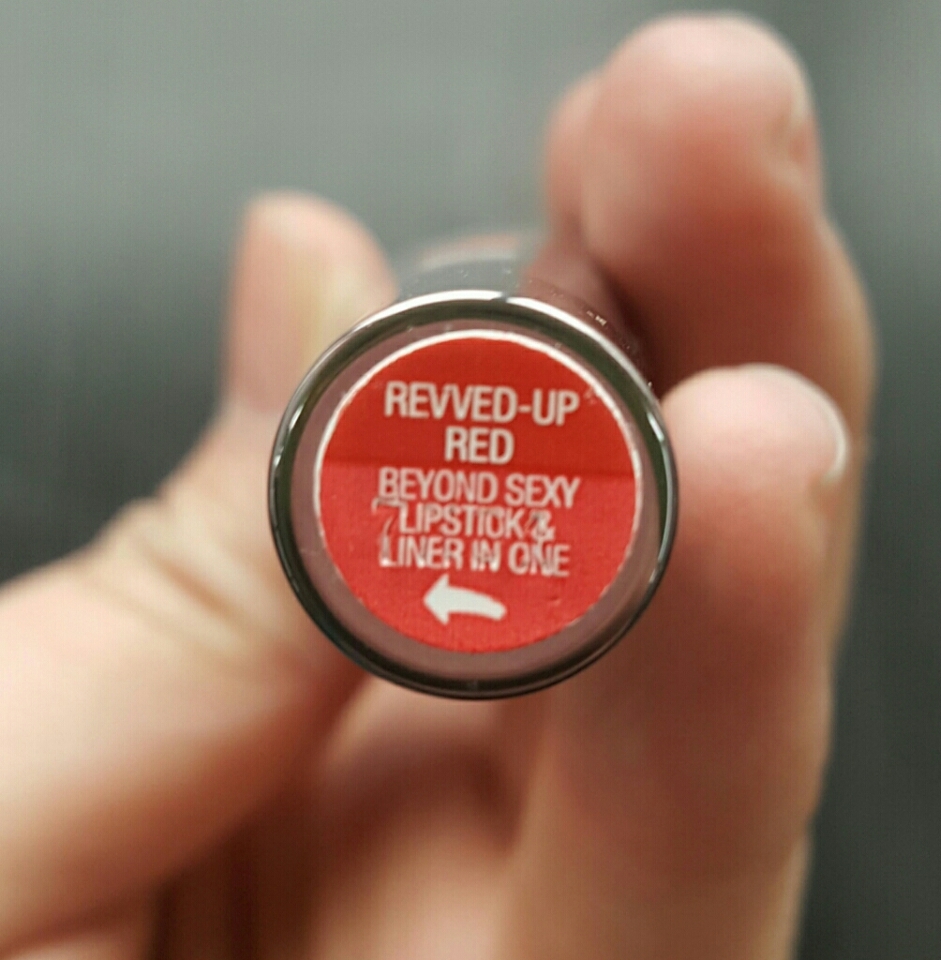 REVVED-UP
RED
BEYOND SEXY
LIPSTICK &
LINER IN ONE